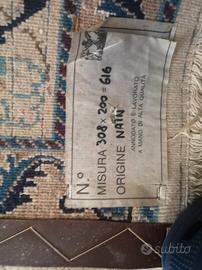 N.º
MISURA 308 x 200 = 616
ORIGINE NAIN
ANNODATO E LAVORATO
A MANO DI ALTA QUALITÀ
subito